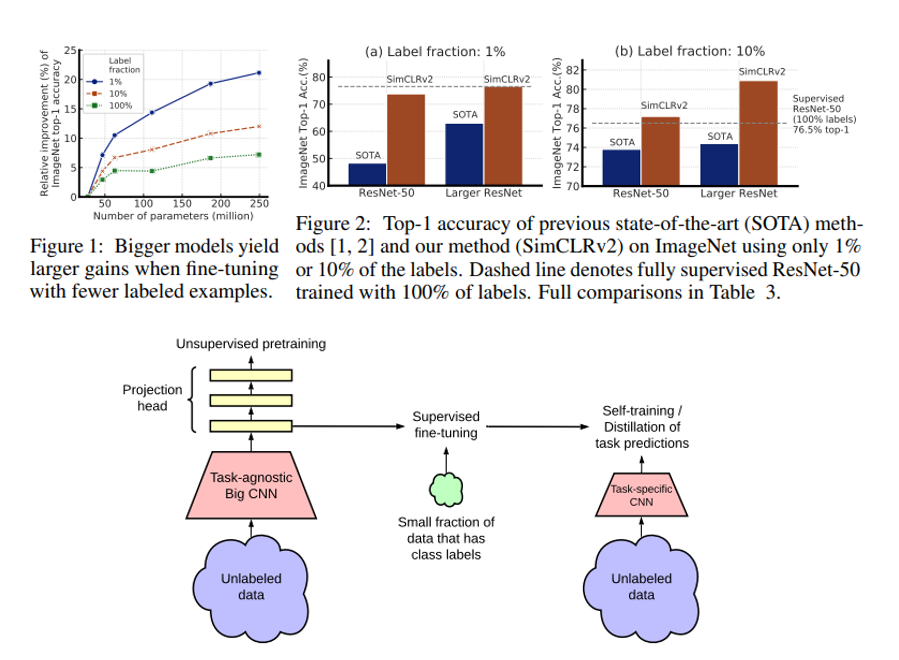 Relative improvement (%) of
ImageNet top-1 accuracy
25
20
15
10
5
0
Label
fraction
1%
10%
100%
50
100
150
200
250
Number of parameters (million)
Figure 1: Bigger models yield
larger gains when fine-tuning
with fewer labeled examples.
(a) Label fraction: 1%
ImageNet Top-1 Acc.(%)
80
70
60
50
40
SOTA
SimCLRv2
SOTA
SimCLRv2
ResNet-50
Larger ResNet
(b) Label fraction: 10%
ImageNet Top-1 Acc.(%)
82
80
78
76
74
72
70
SOTA
SimCLRv2
SOTA
SimCLRv2
ResNet-50
Larger ResNet
Supervised
ResNet-50
(100% labels)
76.5% top-1
Figure 2: Top-1 accuracy of previous state-of-the-art (SOTA) meth-
ods [1, 2] and our method (SimCLRv2) on ImageNet using only 1%
or 10% of the labels. Dashed line denotes fully supervised ResNet-50
trained with 100% of labels. Full comparisons in Table 3.
Unsupervised pretraining
Projection
head
Task-agnostic
Big CNN
Unlabeled
data
Supervised
fine-tuning
Small fraction of
data that has
class labels
Self-training /
Distillation of
task predictions
Task-specific
CNN
Unlabeled
data